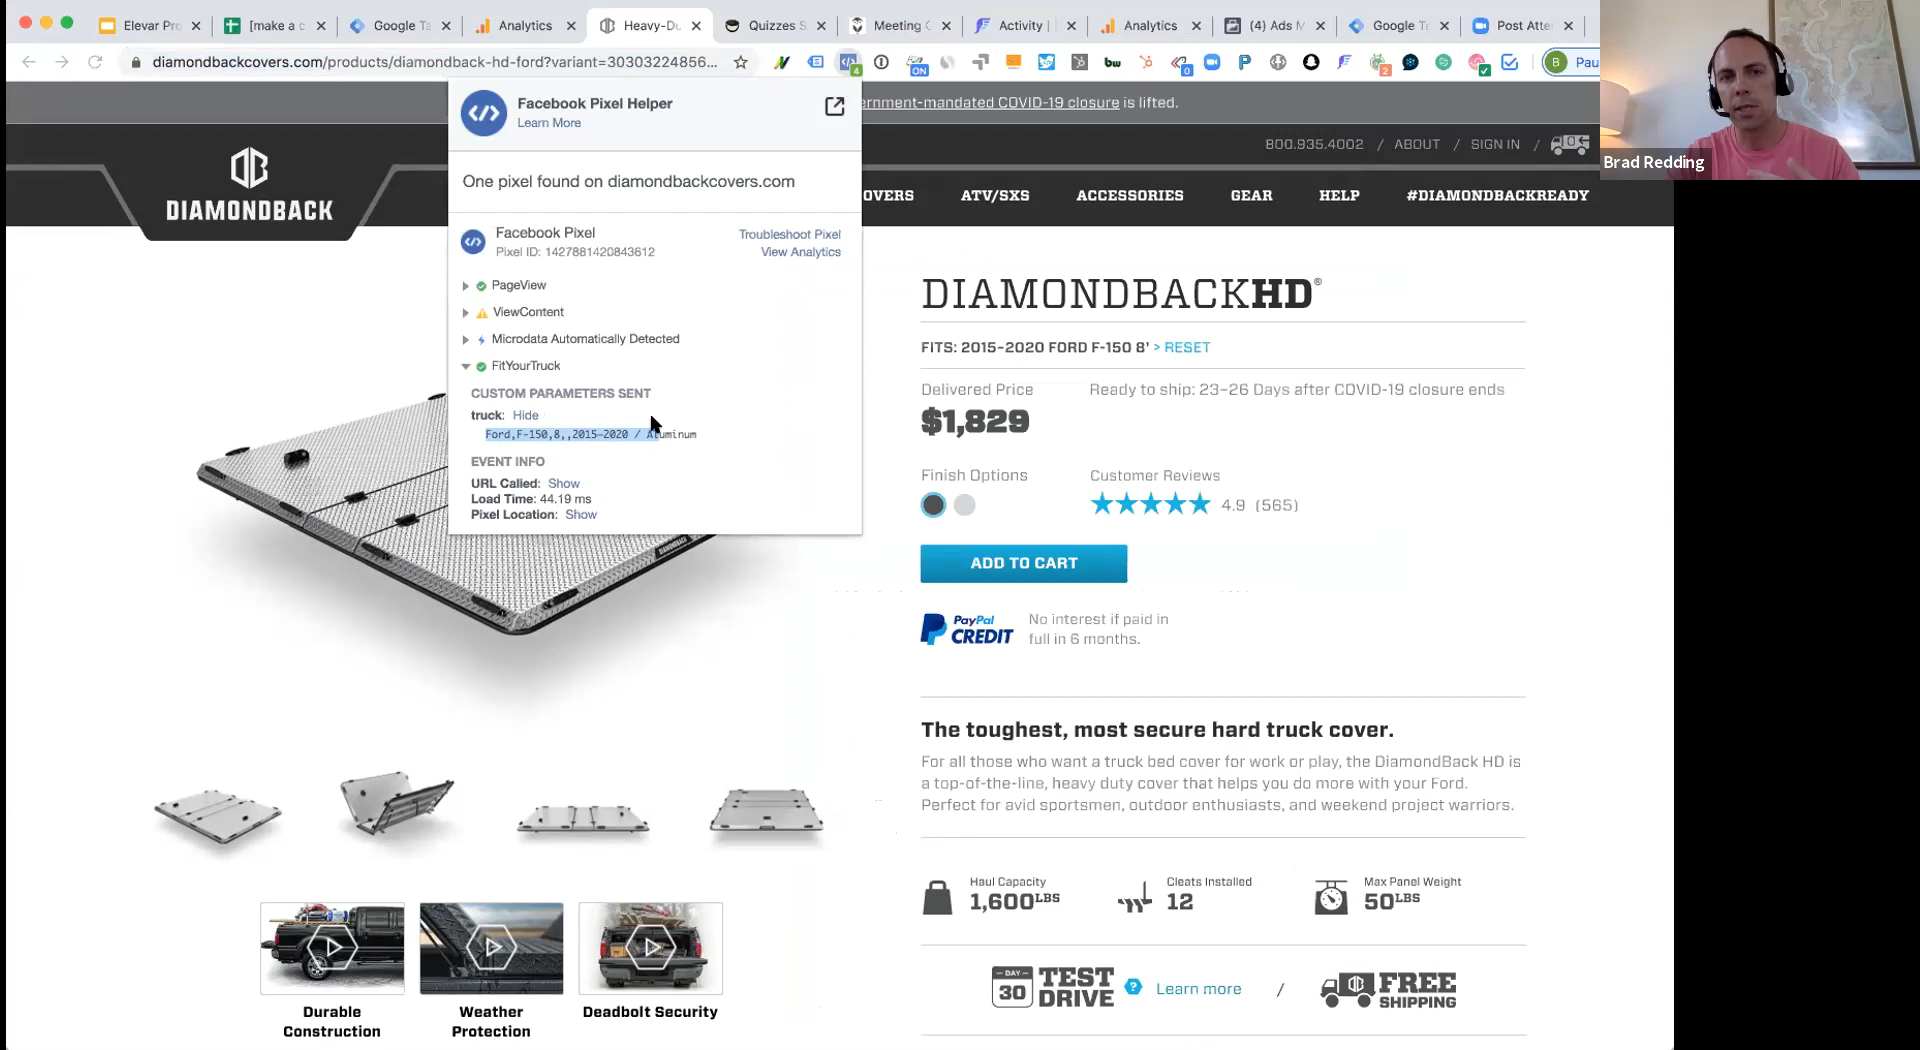 Elevar Pro
[make a c
Google Ta
Analytics
Heavy-Du
Quizzes S
Meeting
Activity |
Analytics
(4) Ads M
Google Ta
Post Atte
diamondbackcovers.com/products/diamondback-hd-ford?variant=30303224856...
4
ON
bw
0
2
B
Pau
Facebook Pixel Helper
Learn More
ernment-mandated COVID-19 closure is lifted.
One pixel found on diamondbackcovers.com
Facebook Pixel
Pixel ID: 1427881420843612
Troubleshoot Pixel
View Analytics
PageView
ViewContent
Microdata Automatically Detected
FitYourTruck
CUSTOM PARAMETERS SENT
truck: Hide
Ford,F-150,8,,2015-2020 / Aluminum
EVENT INFO
URL Called: Show
Load Time: 44.19 ms
Pixel Location: Show
DIAMONDBACK
800.935.4002 / ABOUT / SIGN IN /
OVERS
ATV/SXS
ACCESSORIES
GEAR
HELP
#DIAMONDBACKREADY
Brad Redding
DIAMONDBACKHD®
FITS: 2015-2020 FORD F-150 8' > RESET
Delivered Price
$1,829
Ready to ship: 23-26 Days after COVID-19 closure ends
Finish Options
Customer Reviews
4.9 (565)
ADD TO CART
PayPal
CREDIT
No interest if paid in
full in 6 months.
The toughest, most secure hard truck cover.
For all those who want a truck bed cover for work or play, the DiamondBack HD is
a top-of-the-line, heavy duty cover that helps you do more with your Ford.
Perfect for avid sportsmen, outdoor enthusiasts, and weekend project warriors.
Haul Capacity
1,600LBS
Cleats Installed
12
Max Panel Weight
50LBS
DAY
30
TEST
DRIVE
Learn more
/
FREE
SHIPPING
Durable
Construction
Weather
Protection
Deadbolt Security